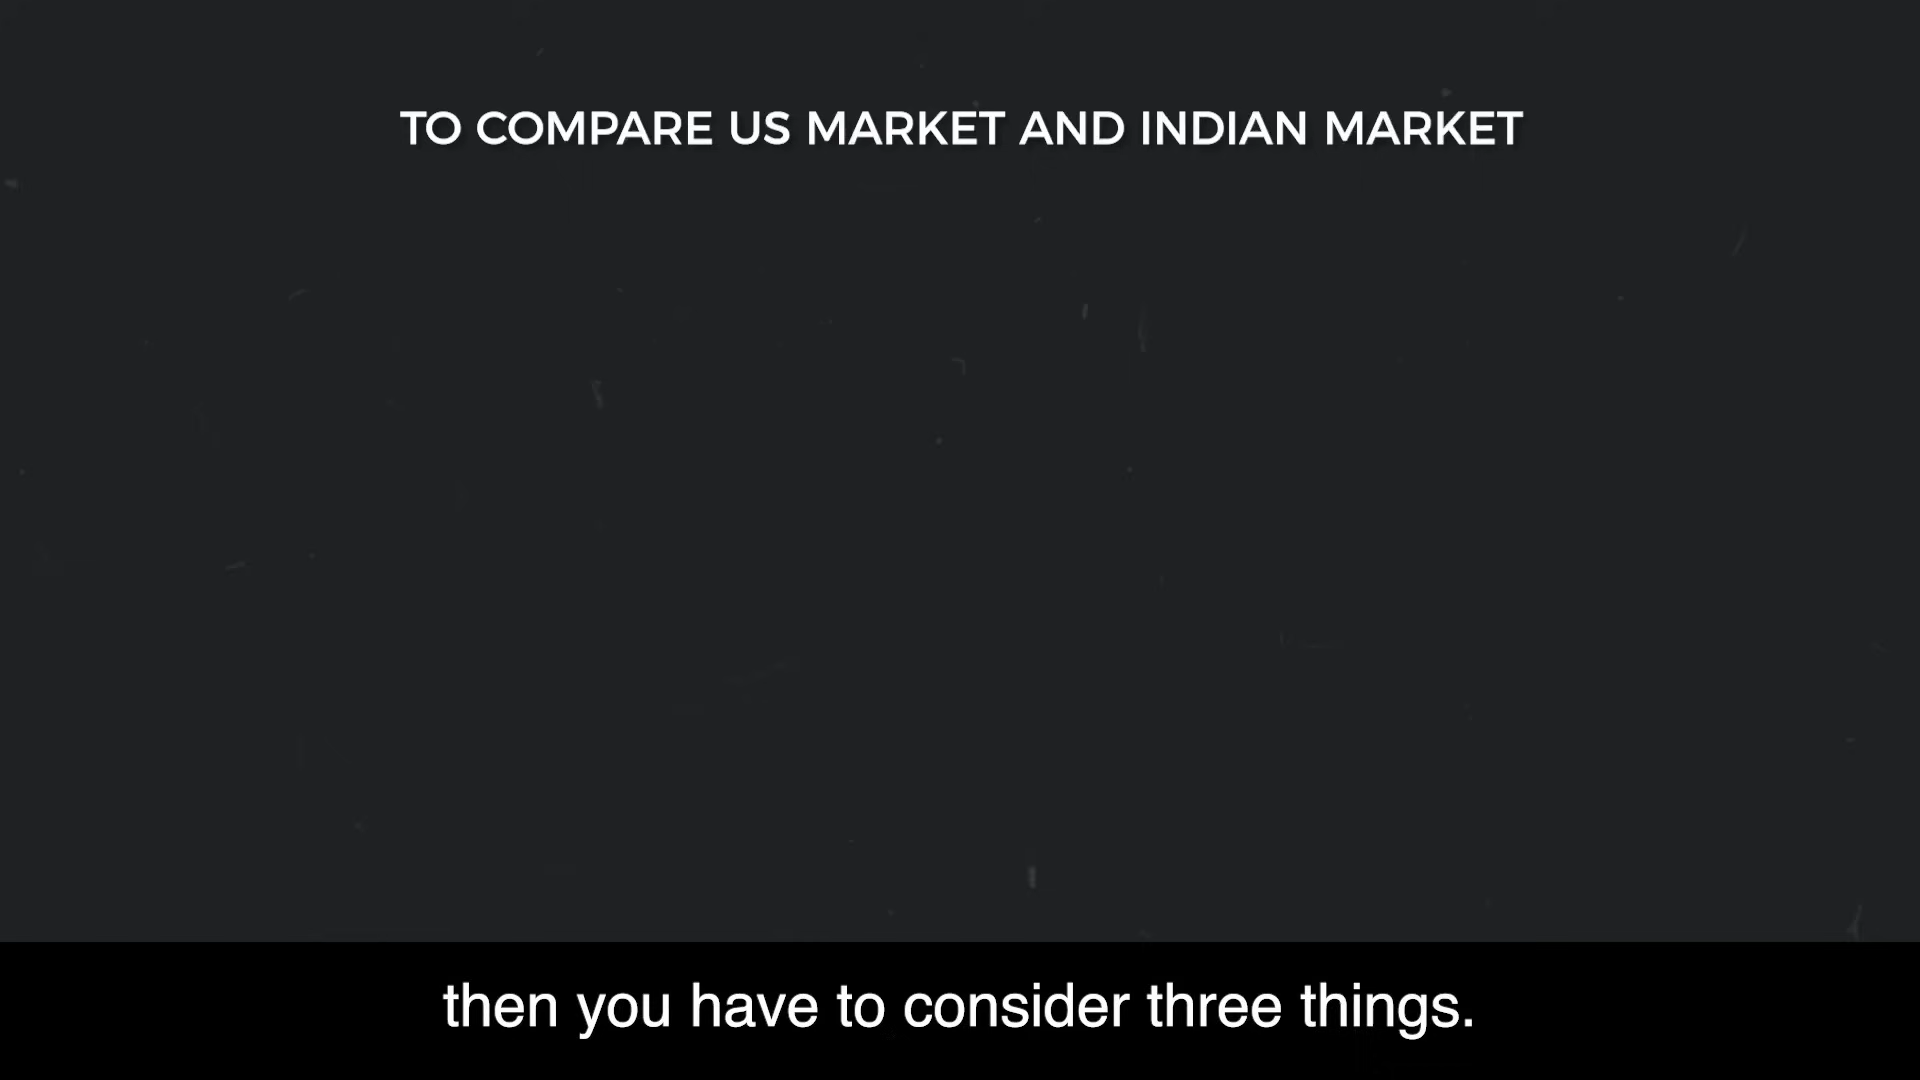 TO COMPARE US MARKET AND INDIAN MARKET
then you have to consider three things.